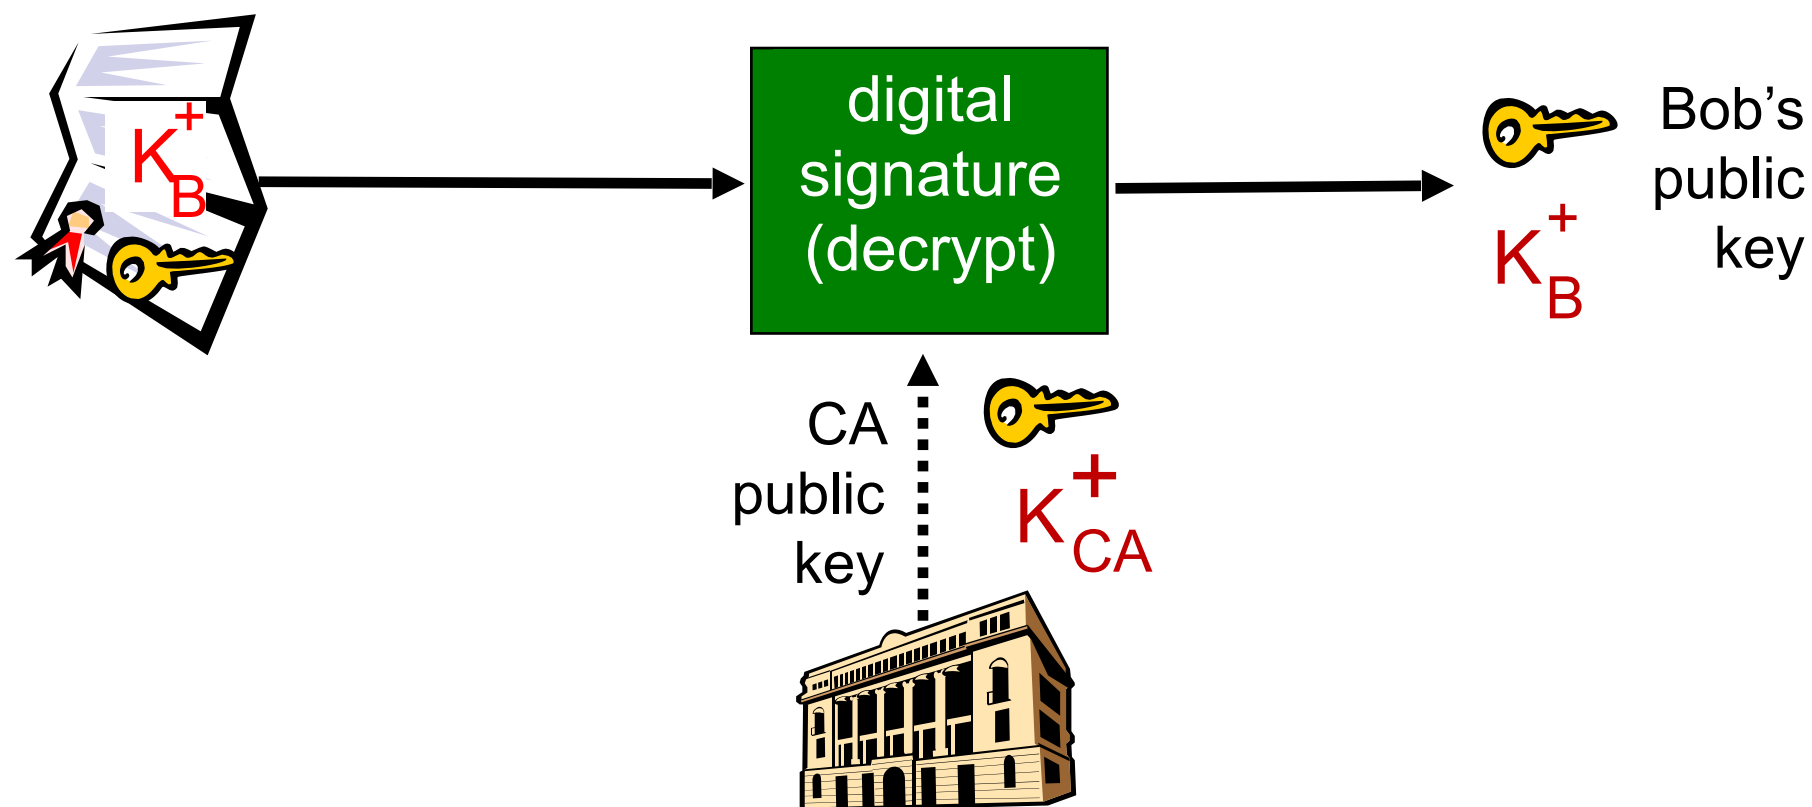 K+B
digital
signature
(decrypt)
Bob’s
public
key
K+B
CA
public
key
K+CA